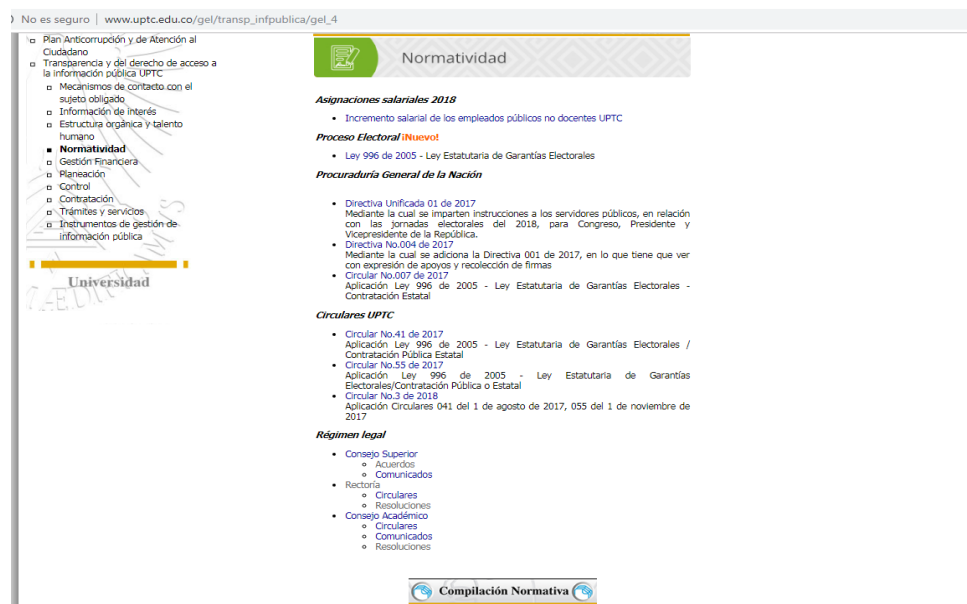 No es seguro | www.uptc.edu.co/gel/transp_infpublica/gel_4
Plan Anticorrupción y de Atención al
Ciudadano
Transparencia y del derecho de acceso a
la información pública UPTC
Mecanismos de contacto con el
sujeto obligado
Información de interés
Estructura orgánica y talento
humano
Normatividad
Gestión Financiera
Planeación
Control
Contratación
Trámites y servicios
Instrumentos de gestión de
información pública
Universidad
Normatividad
Asignaciones salariales 2018
Incremento salarial de los empleados públicos no docentes UPTC
Proceso Electoral ¡Nuevo!
Ley 996 de 2005 - Ley Estatutaria de Garantías Electorales
Procuraduría General de la Nación
Directiva Unificada 01 de 2017
Mediante la cual se imparten instrucciones a los servidores públicos, en relación
con las jornadas electorales del 2018, para Congreso, Presidente y
Vicepresidente de la República.
Directiva No.004 de 2017
Mediante la cual se adiciona la Directiva 001 de 2017, en lo que tiene que ver
con expresión de apoyos y recolección de firmas
Circular No.007 de 2017
Aplicación Ley 996 de 2005 - Ley Estatutaria de Garantías Electorales -
Contratación Estatal
Circulares UPTC
Circular No.41 de 2017
Aplicación Ley 996 de 2005 - Ley Estatutaria de Garantías Electorales /
Contratación Pública Estatal
Circular No.55 de 2017
Aplicación Ley 996 de 2005 - Ley Estatutaria de Garantías
Electorales/Contratación Pública o Estatal
Circular No.3 de 2018
Aplicación Circulares 041 del 1 de agosto de 2017, 055 del 1 de noviembre de
2017
Régimen legal
Consejo Superior
Acuerdos
Comunicados
Rectoría
Circulares
Resoluciones
Consejo Académico
Circulares
Comunicados
Resoluciones
Compilación Normativa